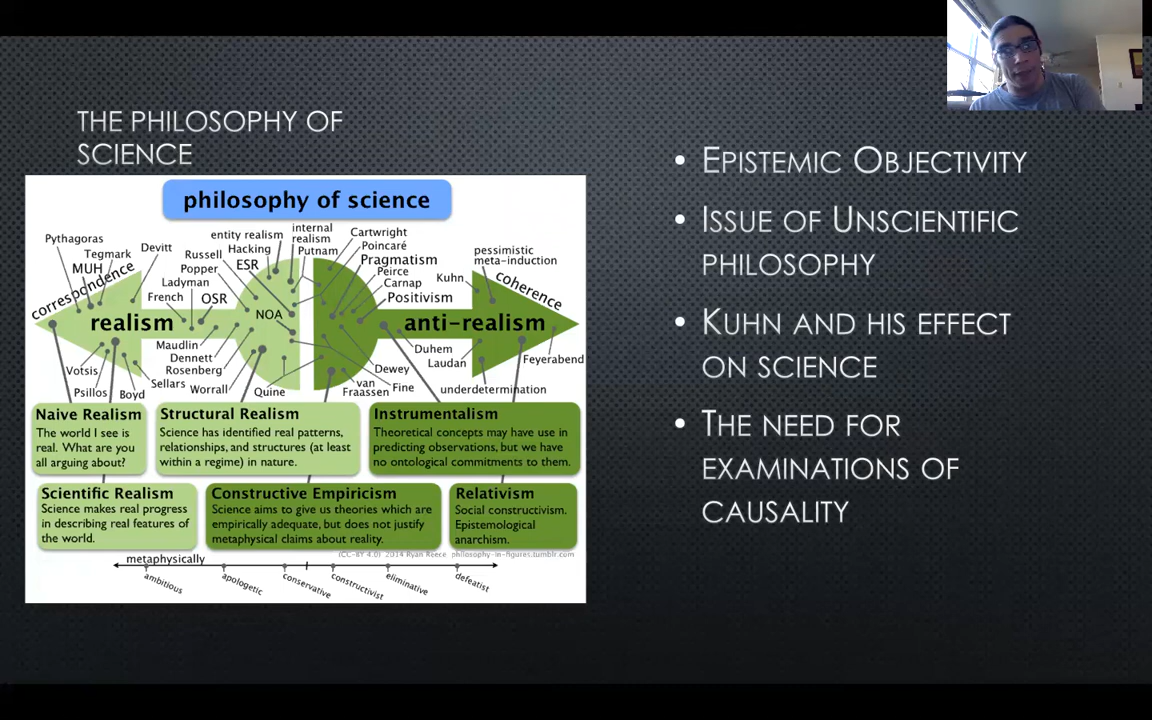 THE PHILOSOPHY OF
SCIENCE
philosophy of science
Pythagoras
Tegmark
MUH
Devitt
correspondence
Russell
Popper
Ladyman
French
OSR
entity realism
Hacking
ESR
internal
realism
Putnam
NOA
Cartwright
Poincaré
Pragmatism
Peirce
Carnap
Positivism
Kuhn
pessimistic
meta-induction
coherence
realism
anti-realism
Votsis
Psillos
Boyd
Sellars
Maudlin
Dennett
Rosenberg
Worrall
Quine
van
Fraassen
Fine
Dewey
Duhem
Laudan
underdetermination
Feyerabend
Naive Realism
The world I see is
real. What are you
all arguing about?
Structural Realism
Science has identified real patterns,
relationships, and structures (at least
within a regime) in nature.
Instrumentalism
Theoretical concepts may have use in
predicting observations, but we have
no ontological commitments to them.
Scientific Realism
Science makes real progress
in describing real features of
the world.
Constructive Empiricism
Science aims to give us theories which are
empirically adequate, but does not justify
metaphysical claims about reality.
Relativism
Social constructivism.
Epistemological
anarchism.
(CC-BY 4.0) 2014 Ryan Reece philosophy-in-figures.tumblr.com
metaphysically
ambitious
apologetic
conservative
constructivist
eliminative
defeatist
• EPISTEMIC OBJECTIVITY
• ISSUE OF UNSCIENTIFIC
PHILOSOPHY
• KUHN AND HIS EFFECT
ON SCIENCE
• THE NEED FOR
EXAMINATIONS OF
CAUSALITY